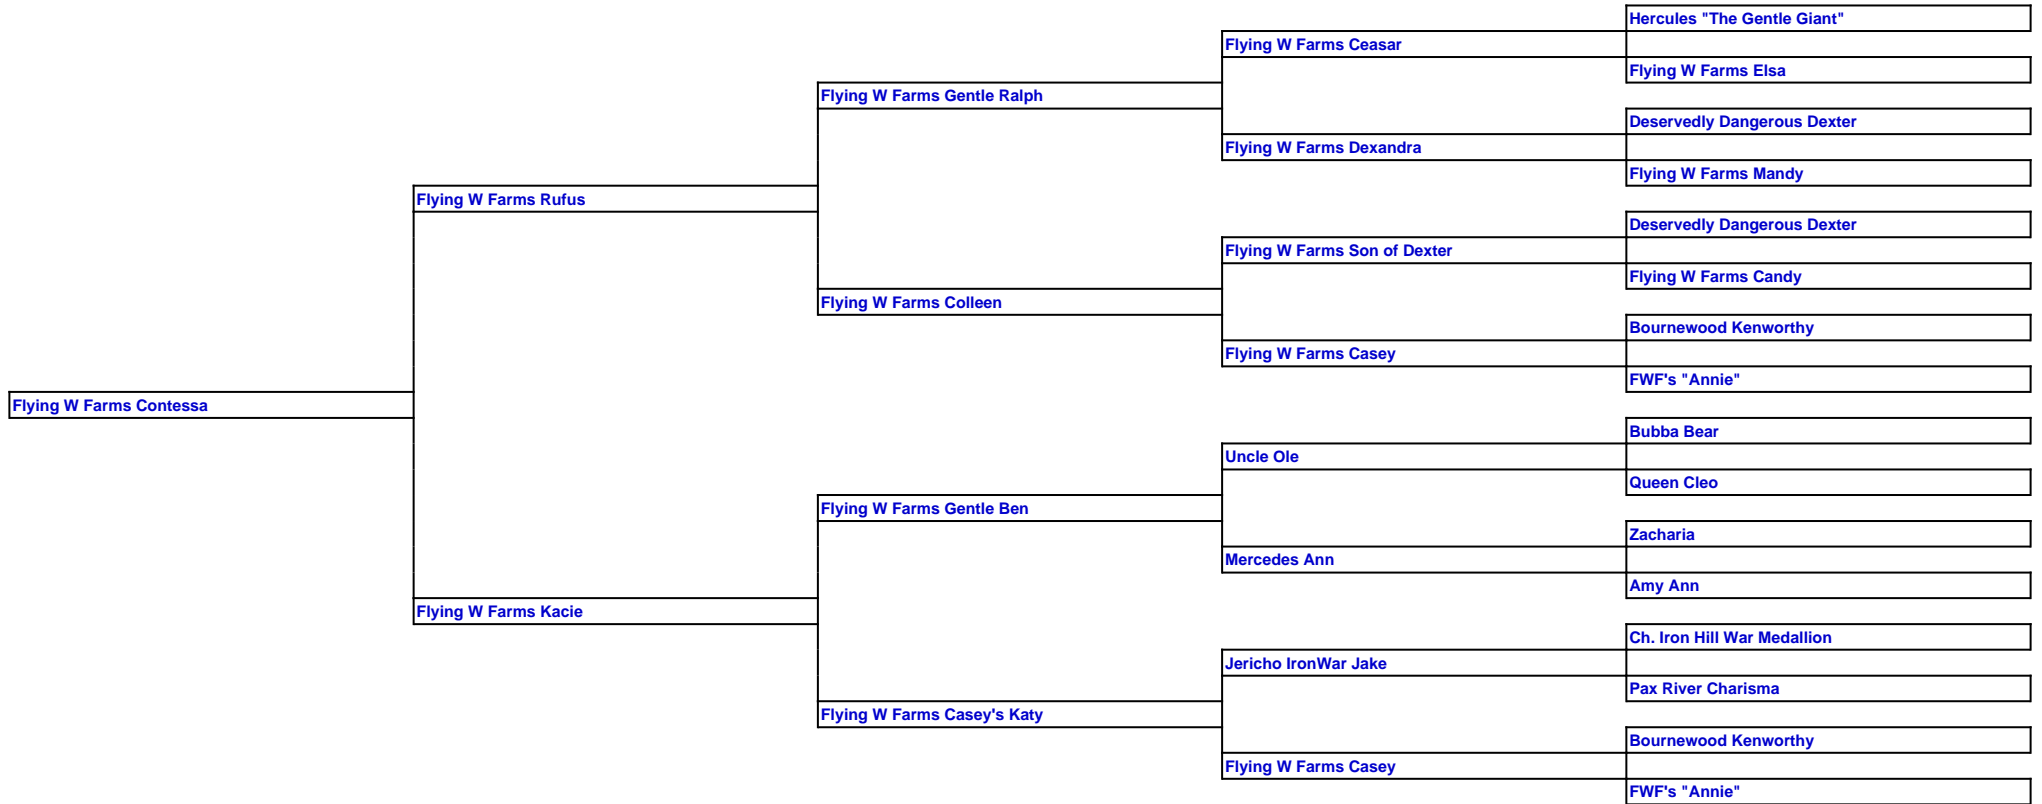 Hercules "The Gentle Giant"
Flying W Farms Ceasar
Flying W Farms Elsa
Flying W Farms Gentle Ralph
Deservedly Dangerous Dexter
Flying W Farms Dexandra
Flying W Farms Mandy
Flying W Farms Rufus
Deservedly Dangerous Dexter
Flying W Farms Son of Dexter
Flying W Farms Candy
Flying W Farms Colleen
Bournewood Kenworthy
Flying W Farms Casey
FWF's "Annie"
Flying W Farms Contessa
Bubba Bear
Uncle Ole
Queen Cleo
Flying W Farms Gentle Ben
Zacharia
Mercedes Ann
Amy Ann
Flying W Farms Kacie
Ch. Iron Hill War Medallion
Jericho IronWar Jake
Pax River Charisma
Flying W Farms Casey's Katy
Bournewood Kenworthy
Flying W Farms Casey
FWF's "Annie"